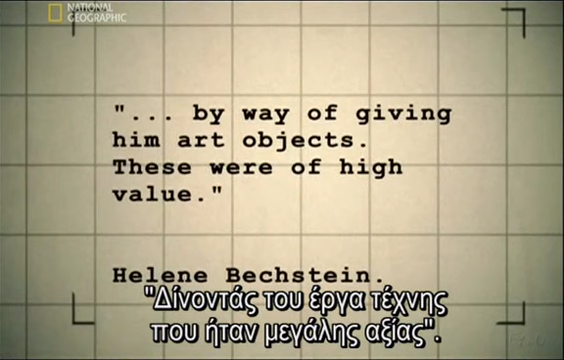 NATIONAL
GEOGRAPHIC
"... by way of giving
him art objects.
These were of high
value."
Helene Bechstein.
"Δίνοντάς του έργα τέχνης
που ήταν μεγάλης αξίας".